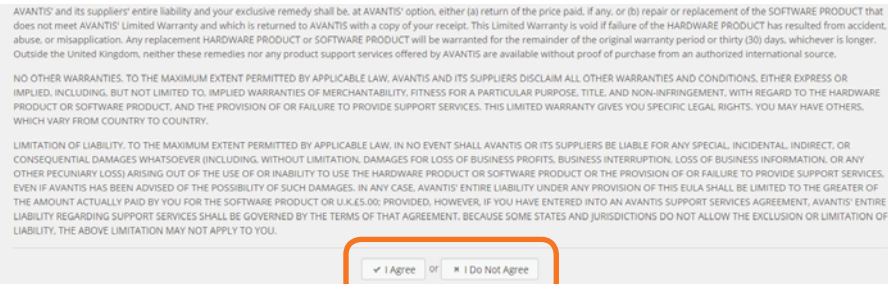 AVANTIS' and its suppliers' entire liability and your exclusive remedy shall be, at AVANTIS' option, either (a) return of the price paid, if any, or (b) repair or replacement of the SOFTWARE PRODUCT that
does not meet AVANTIS' Limited Warranty and which is returned to AVANTIS with a copy of your receipt. This Limited Warranty is void if failure of the HARDWARE PRODUCT has resulted from accident,
abuse, or misapplication. Any replacement HARDWARE PRODUCT or SOFTWARE PRODUCT will be warranted for the remainder of the original warranty period or thirty (30) days, whichever is longer.
Outside the United Kingdom, neither these remedies nor any product support services offered by AVANTIS are available without proof of purchase from an authorized international source.
NO OTHER WARRANTIES. TO THE MAXIMUM EXTENT PERMITTED BY APPLICABLE LAW, AVANTIS AND ITS SUPPLIERS DISCLAIM ALL OTHER WARRANTIES AND CONDITIONS, EITHER EXPRESS OR
IMPLIED, INCLUDING, BUT NOT LIMITED TO, IMPLIED WARRANTIES OF MERCHANTABILITY, FITNESS FOR A PARTICULAR PURPOSE, TITLE, AND NON-INFRINGEMENT, WITH REGARD TO THE HARDWARE
PRODUCT OR SOFTWARE PRODUCT, AND THE PROVISION OF OR FAILURE TO PROVIDE SUPPORT SERVICES. THIS LIMITED WARRANTY GIVES YOU SPECIFIC LEGAL RIGHTS. YOU MAY HAVE OTHERS,
WHICH VARY FROM COUNTRY TO COUNTRY.
LIMITATION OF LIABILITY. TO THE MAXIMUM EXTENT PERMITTED BY APPLICABLE LAW, IN NO EVENT SHALL AVANTIS OR ITS SUPPLIERS BE LIABLE FOR ANY SPECIAL, INCIDENTAL, INDIRECT, OR
CONSEQUENTIAL DAMAGES WHATSOEVER (INCLUDING, WITHOUT LIMITATION, DAMAGES FOR LOSS OF BUSINESS PROFITS, BUSINESS INTERRUPTION, LOSS OF BUSINESS INFORMATION, OR ANY
OTHER PECUNIARY LOSS) ARISING OUT OF THE USE OF OR INABILITY TO USE THE HARDWARE PRODUCT OR SOFTWARE PRODUCT OR THE PROVISION OF OR FAILURE TO PROVIDE SUPPORT SERVICES,
EVEN IF AVANTIS HAS BEEN ADVISED OF THE POSSIBILITY OF SUCH DAMAGES. IN ANY CASE, AVANTIS' ENTIRE LIABILITY UNDER ANY PROVISION OF THIS EULA SHALL BE LIMITED TO THE GREATER OF
THE AMOUNT ACTUALLY PAID BY YOU FOR THE SOFTWARE PRODUCT OR U.K.£5.00; PROVIDED, HOWEVER, IF YOU HAVE ENTERED INTO AN AVANTIS SUPPORT SERVICES AGREEMENT, AVANTIS' ENTIRE
LIABILITY REGARDING SUPPORT SERVICES SHALL BE GOVERNED BY THE TERMS OF THAT AGREEMENT. BECAUSE SOME STATES AND JURISDICTIONS DO NOT ALLOW THE EXCLUSION OR LIMITATION OF
LIABILITY, THE ABOVE LIMITATION MAY NOT APPLY TO YOU.
✔ I Agree or ✖ I Do Not Agree